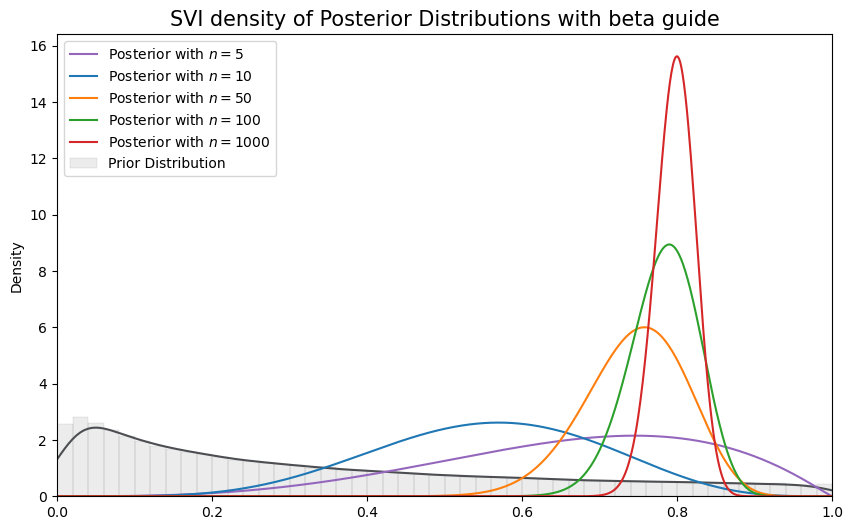 SVI density of Posterior Distributions with beta guide
Posterior with n = 5
Posterior with n = 10
Posterior with n = 50
Posterior with n = 100
Posterior with n = 1000
Prior Distribution
Density
16
14
12
10
8
6
4
2
0
0.0 0.2 0.4 0.6 0.8 1.0